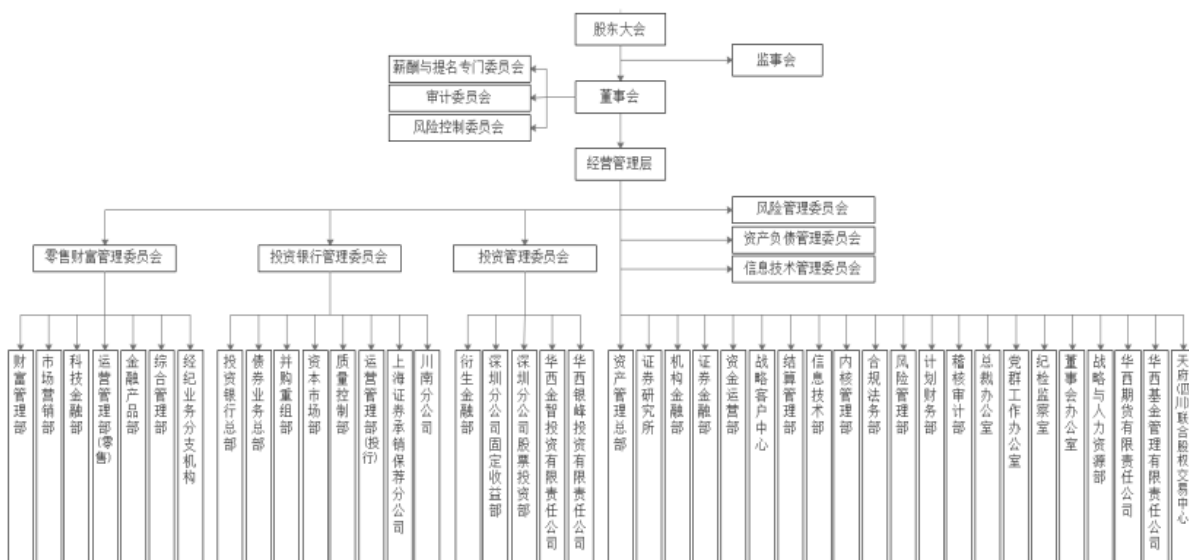 股东大会
监事会
薪酬与提名专门委员会
审计委员会
董事会
风险控制委员会
经营管理层
风险管理委员会
资产负债管理委员会
信息技术管理委员会
零售财富管理委员会
投资银行管理委员会
投资管理委员会
财富管理部
市场营销部
科技金融部
运营管理部(零售)
金融产品部
综合管理部
经纪业务分支机构
投资银行总部
债券业务总部
并购重组部
资本市场部
质量控制部
运营管理部(投行)
上海证券承销保荐分公司
川南分公司
衍生金融部
深圳分公司固定收益部
深圳分公司股票投资部
华西金智投资有限责任公司
华西银峰投资有限责任公司
资产管理总部
证券研究所
机构金融部
证券金融部
资金运营部
战略客户中心
结算管理部
信息技术部
内核管理部
合规法务部
风险管理部
计划财务部
稽核审计部
总裁办公室
党群工作办公室
纪检监察室
董事会办公室
战略与人力资源部
华西期货有限责任公司
华西基金管理有限责任公司
天府(四川)联合股权交易中心